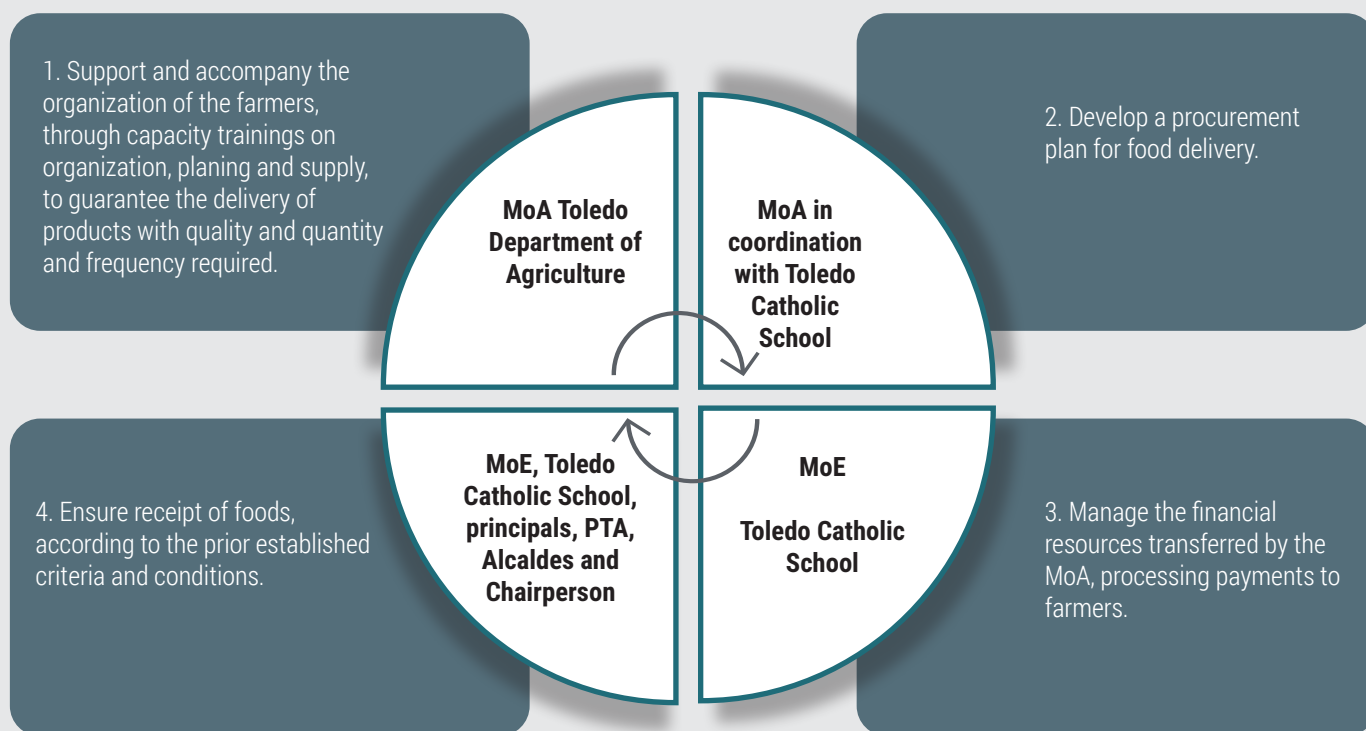 1. Support and accompany the
organization of the farmers,
through capacity trainings on
organization, planing and supply,
to guarantee the delivery of
products with quality and quantity
and frequency required.
MoA Toledo
Department of
Agriculture
MoA in
coordination
with Toledo
Catholic
School
2. Develop a procurement
plan for food delivery.
4. Ensure receipt of foods,
according to the prior established
criteria and conditions.
MoE, Toledo
Catholic School,
principals, PTA,
Alcaldes and
Chairperson
MoE
Toledo Catholic
School
3. Manage the financial
resources transferred by the
MoA, processing payments to
farmers.